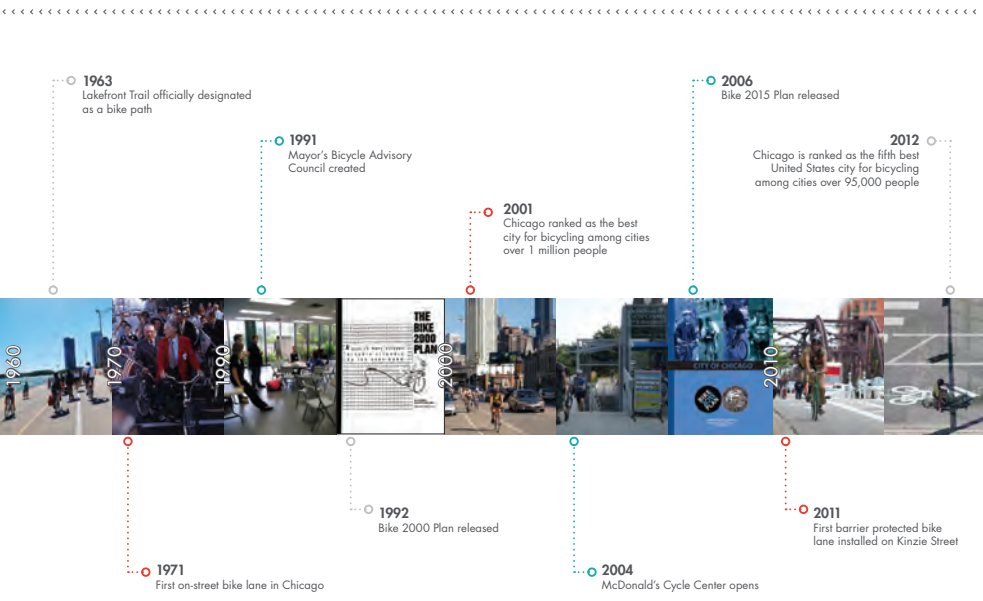 1963
Lakefront Trail officially designated
as a bike path
1991
Mayor's Bicycle Advisory
Council created
2001
Chicago ranked as the best
city for bicycling among cities
over 1 million people
2006
Bike 2015 Plan released
2012
Chicago is ranked as the fifth best
United States city for bicycling
among cities over 95,000 people
1960
1970
1990
THE
BIKE
2000
PLAN
2000
CITY OF CHICAGO
2010
1971
First on-street bike lane in Chicago
1992
Bike 2000 Plan released
2004
McDonald's Cycle Center opens
2011
First barrier protected bike
lane installed on Kinzie Street